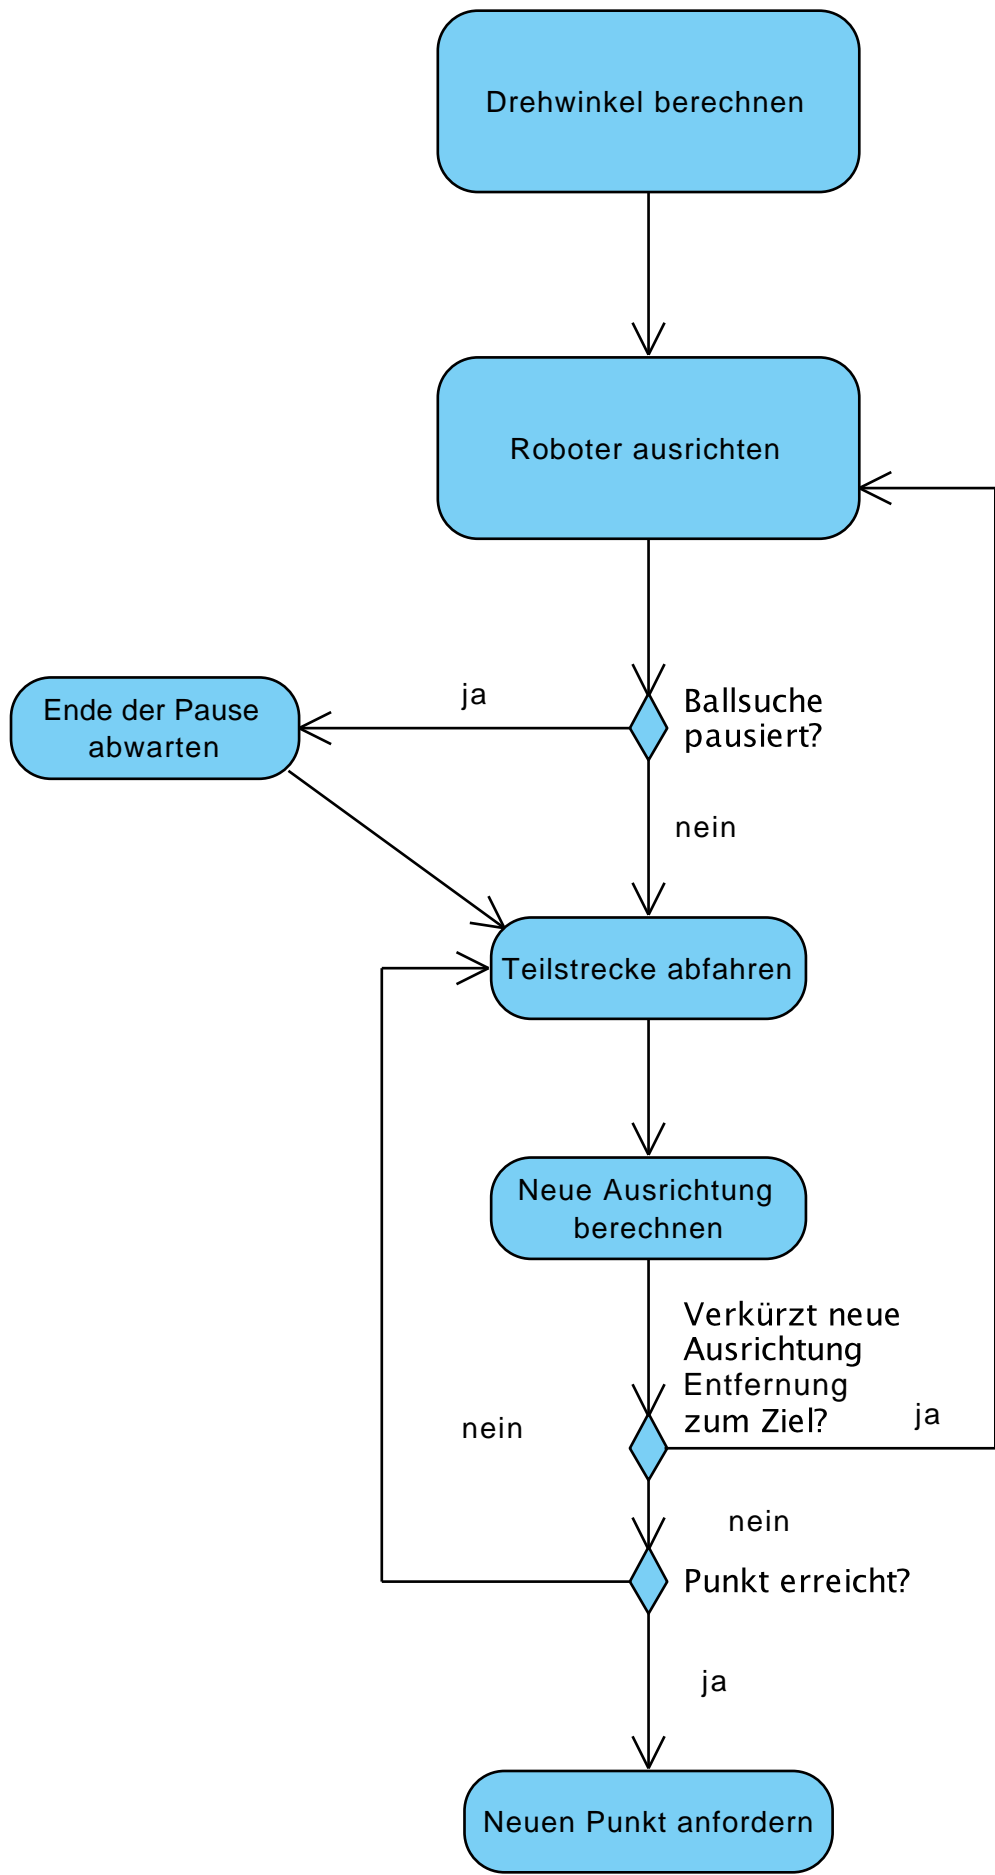 Drehwinkel berechnen
Roboter ausrichten
Ende der Pause
abwarten
ja
Ballsuche
pausiert?
nein
Teilstrecke abfahren
Neue Ausrichtung
berechnen
Verkürzt neue
Ausrichtung
Entfernung
zum Ziel?
ja
nein
nein
Punkt erreicht?
ja
Neuen Punkt anfordern